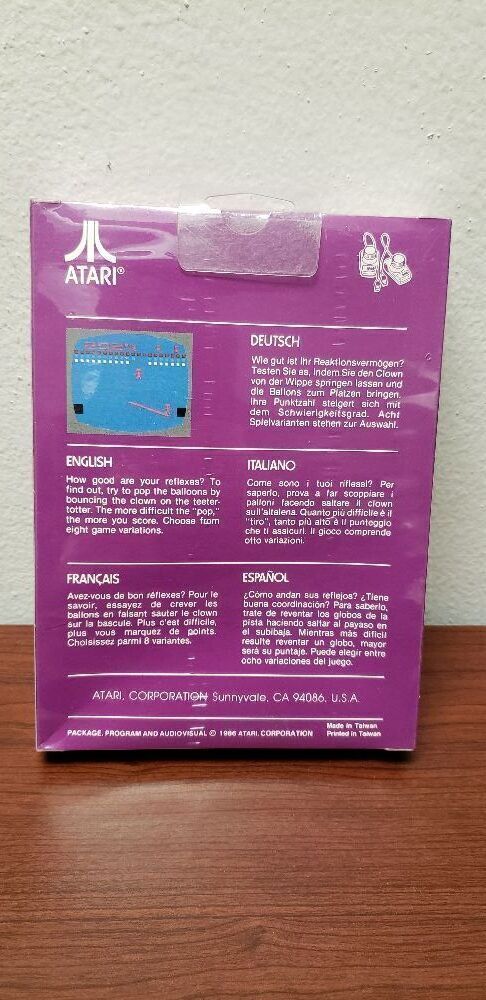 ATARI®
DEUTSCH
Wie gut ist Ihr Reaktionsvermögen?
Testen Sie es, indem Sie den Clown
von der Wippe springen lassen und
die Ballons zum Platzen bringen.
Ihre Punktzahl steigert sich mit
dem Schwierigkeitsgrad. Acht
Spielvarianten stehen zur Auswahl.
ENGLISH
How good are your reflexes? To
find out, try to pop the balloons by
bouncing the clown on the teeter-
totter. The more difficult the "pop,"
the more you score. Choose from
eight game variations.
ITALIANO
Come sono i tuoi riflessi? Per
saperlo, prova a far scoppiare i
palloni facendo saltare il clown
sull'altalena. Quanto più difficile è il
"tiro", tanto più alto è il punteggio
che ti assicuri. Il gioco comprende
otto variazioni.
FRANÇAIS
Avez-vous de bon réflexes? Pour le
savoir, essayez de crever les
ballons en faisant sauter le clown
sur la bascule. Plus c'est difficile,
plus vous marquez de points.
Choisissez parmi 8 variantes.
ESPAÑOL
¿Cómo andan sus reflejos? ¿Tiene
buena coordinación? Para saberlo,
trate de reventar los globos de la
pista haciendo saltar al payaso en
el subibaja. Mientras más difícil
resulte reventar un globo, mayor
será su puntaje. Puede elegir entre
ocho variaciones del juego.
ATARI, CORPORATION Sunnyvale, CA 94086, U.S.A.
PACKAGE, PROGRAM AND AUDIOVISUAL © 1986 ATARI, CORPORATION
Made in Taiwan
Printed in Taiwan